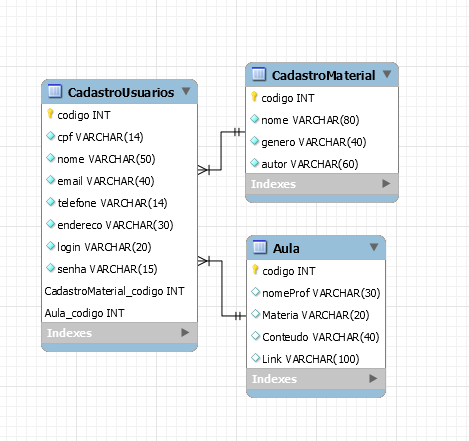 CadastroUsuarios
codigo INT
cpf VARCHAR(14)
nome VARCHAR(50)
email VARCHAR(40)
telefone VARCHAR(14)
endereco VARCHAR(30)
login VARCHAR(20)
senha VARCHAR(15)
CadastroMaterial_codigo INT
Aula_codigo INT
Indexes
CadastroMaterial
codigo INT
nome VARCHAR(80)
genero VARCHAR(40)
autor VARCHAR(60)
Indexes
Aula
codigo INT
nomeProf VARCHAR(30)
Materia VARCHAR(20)
Conteudo VARCHAR(40)
Link VARCHAR(100)
Indexes